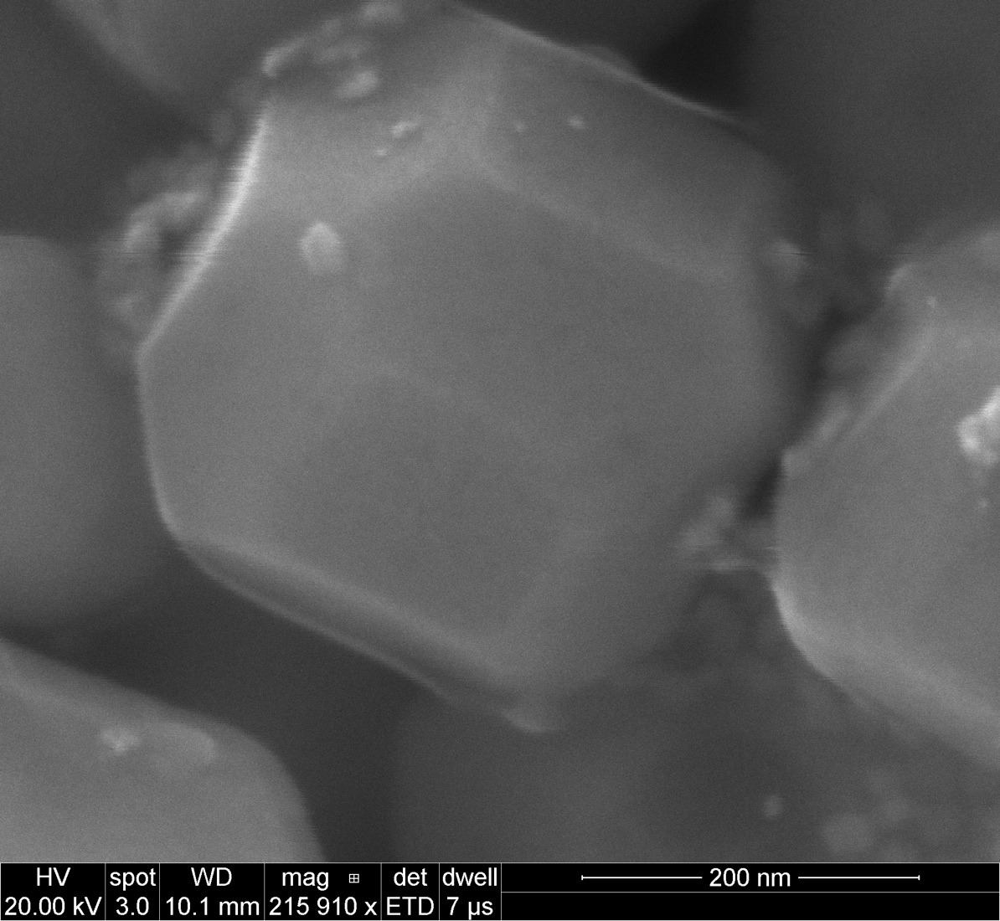 HV spot WD mag ⊞ det dwell
20.00 kV 3.0 10.1 mm 215 910 x ETD 7 µs
200 nm